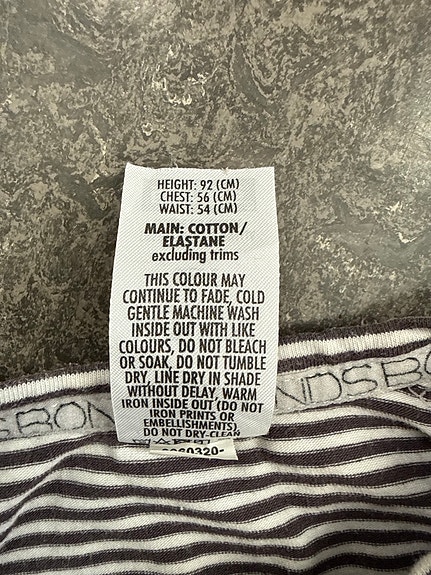 HEIGHT: 92 (CM)
CHEST: 56 (CM)
WAIST: 54 (CM)
MAIN: COTTON/
ELASTANE
excluding trims
THIS COLOUR MAY
CONTINUE TO FADE, COLD
GENTLE MACHINE WASH
INSIDE OUT WITH LIKE
COLOURS, DO NOT BLEACH
OR SOAK, DO NOT TUMBLE
DRY, LINE DRY IN SHADE
WITHOUT DELAY, WARM
IRON INSIDE OUT (DO NOT
IRON PRINTS OR
EMBELLISHMENTS)
DO NOT DRY-CLEAN
S BON
NDS BO